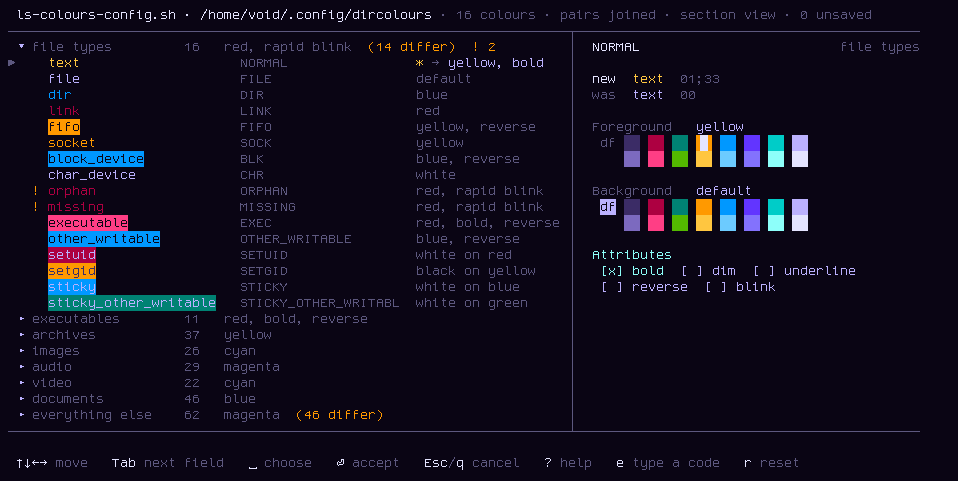 ls-colours-config.sh · /home/void/.config/dircolours · 16 colours · pairs joined · section view · 0 unsaved
▾ file types 16 red, rapid blink (14 differ) ! 2
▶ text NORMAL * → yellow, bold
file FILE default
dir DIR blue
link LINK red
fifo FIFO yellow, reverse
socket SOCK yellow
block_device BLK blue, reverse
char_device CHR white
! orphan ORPHAN red, rapid blink
! missing MISSING red, rapid blink
executable EXEC red, bold, reverse
other_writable OTHER_WRITABLE blue, reverse
setuid SETUID white on red
setgid SETGID black on yellow
sticky STICKY white on blue
sticky_other_writable STICKY_OTHER_WRITABL white on green
▸ executables 11 red, bold, reverse
▸ archives 37 yellow
▸ images 26 cyan
▸ audio 29 magenta
▸ video 22 cyan
▸ documents 46 blue
▸ everything else 62 magenta (46 differ)
NORMAL file types
new text 01;33
was text 00
Foreground yellow
df
Background default
df
Attributes
[x] bold [ ] dim [ ] underline
[ ] reverse [ ] blink
↑↓←→ move Tab next field ␣ choose ⏎ accept Esc/q cancel ? help e type a code r reset